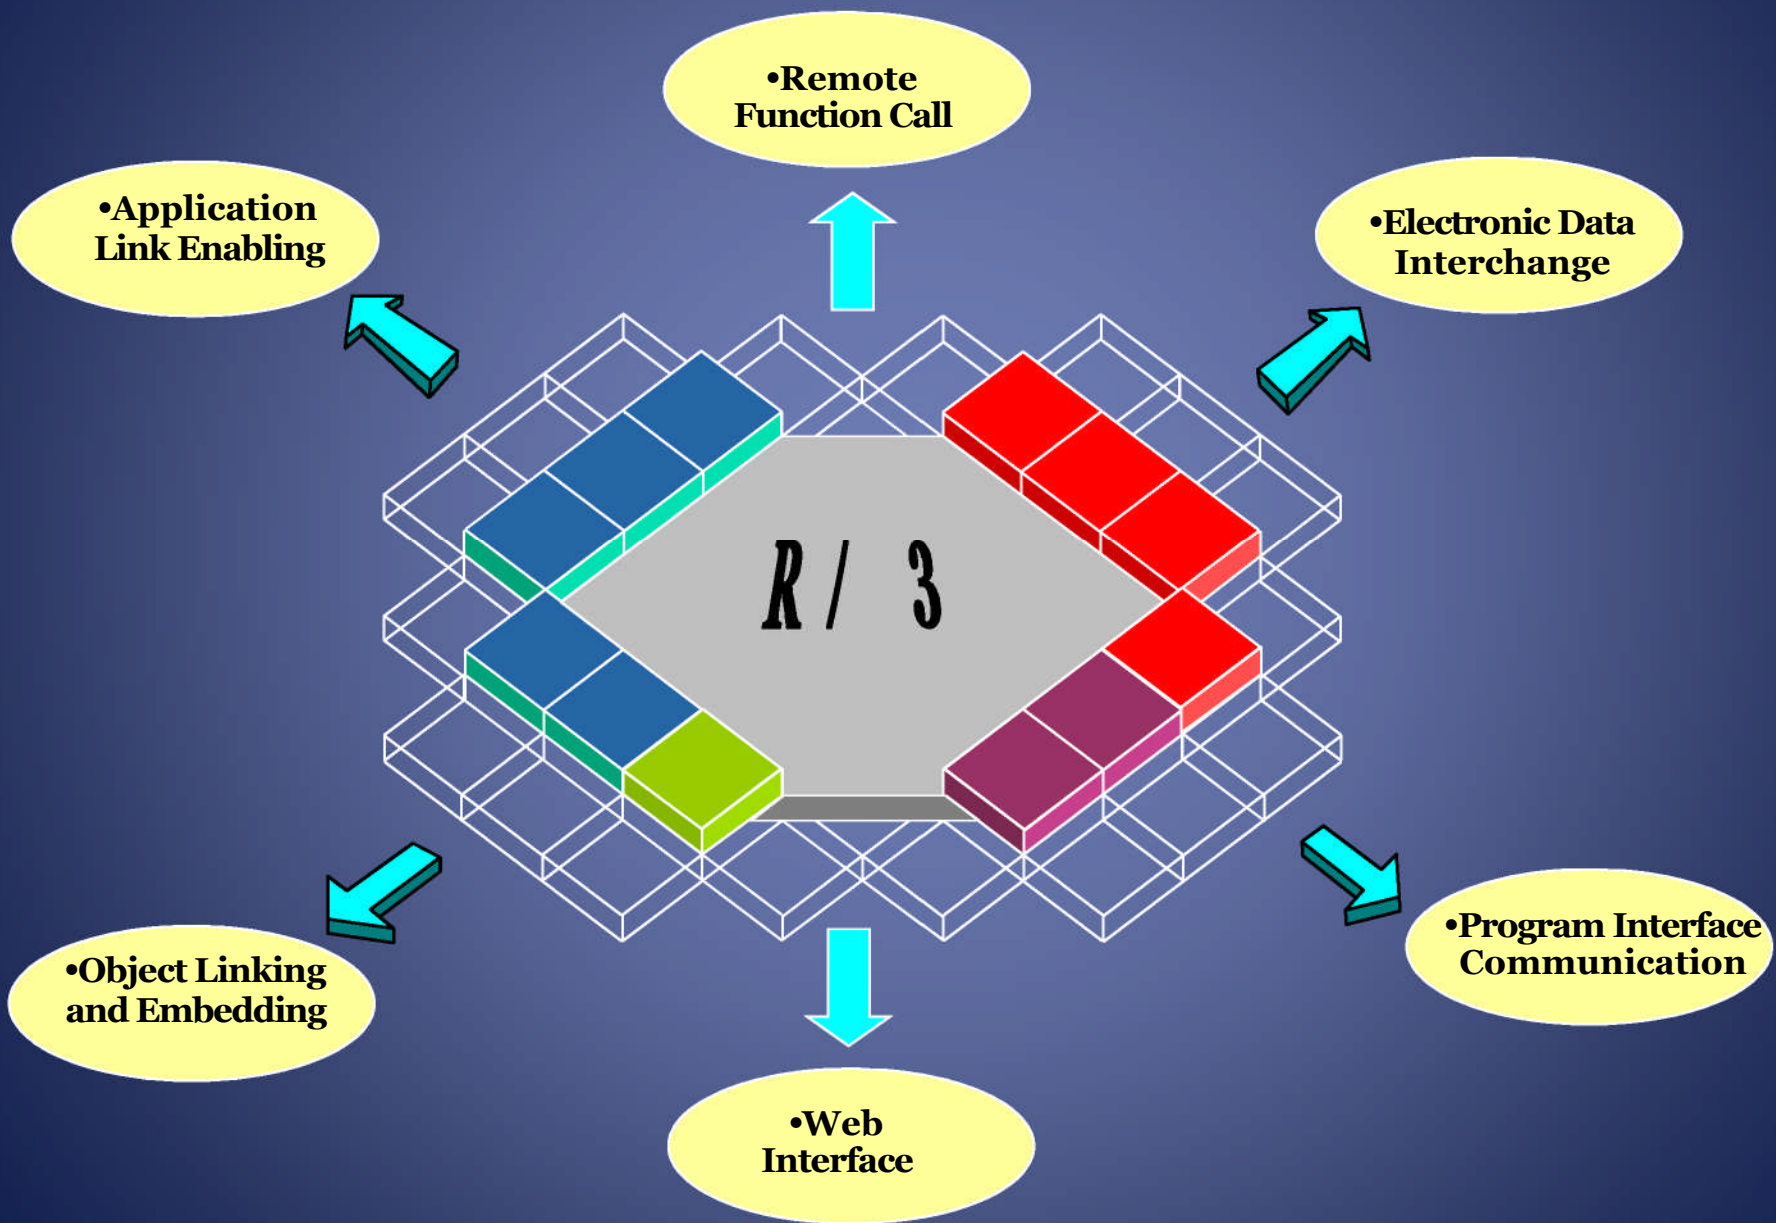 •Remote
Function Call
•Application
Link Enabling
•Electronic Data
Interchange
R/ 3
•Program Interface
Communication
•Object Linking
and Embedding
•Web
Interface